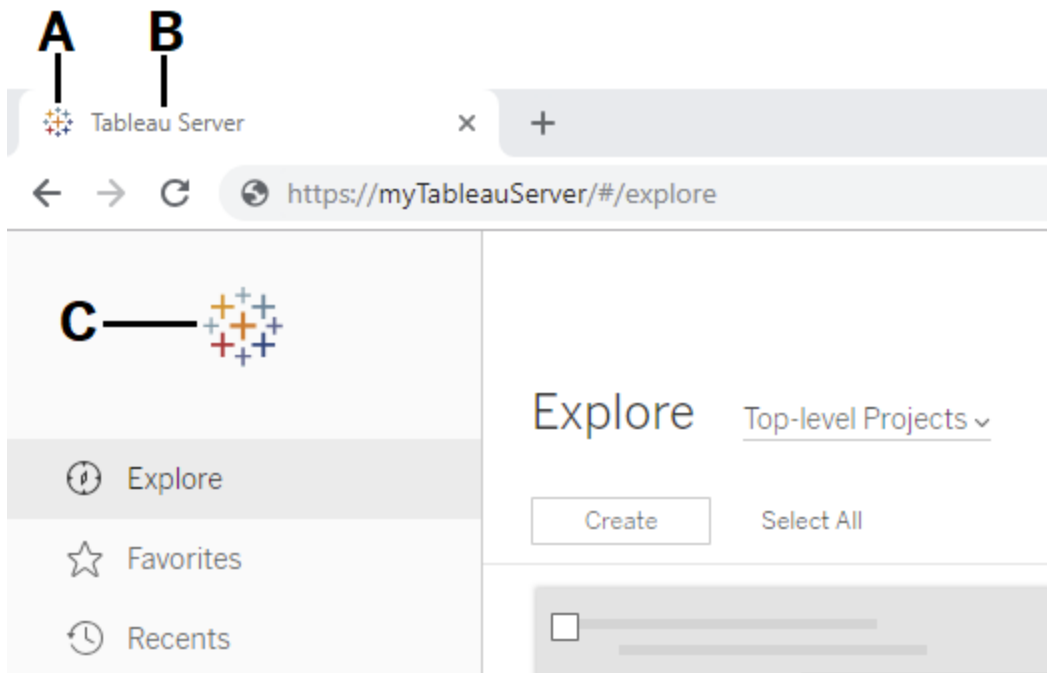 A B
Tableau Server
https://myTableauServer/#/explore
C
Explore Top-level Projects
Create Select All
Explore
Favorites
Recents